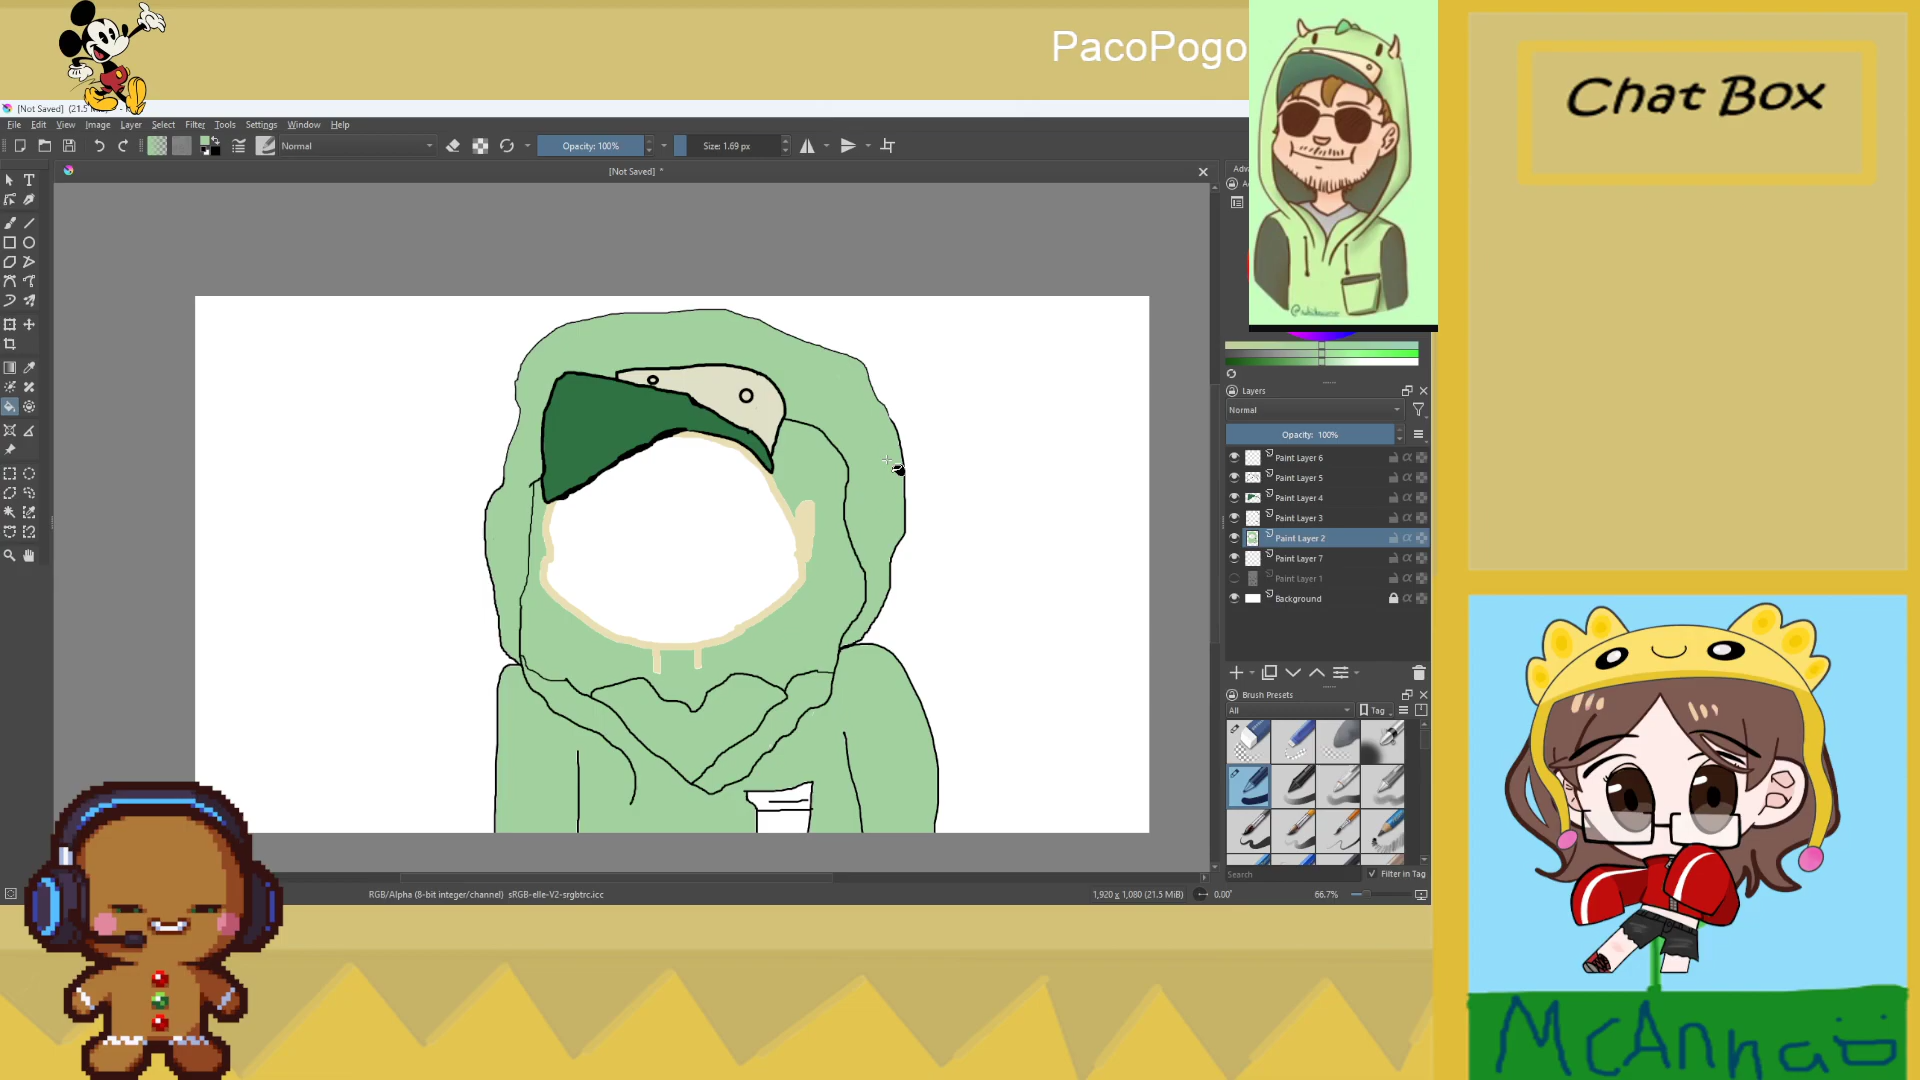 PacoPogo
Chat Box
[Not Saved] (21.5
File Edit View Image Layer Select Filter Tools Settings Window Help
Normal
Opacity: 100%
Size: 1.69 px
[Not Saved] *
Layers
Normal
Opacity: 100%
Paint Layer 6
Paint Layer 5
Paint Layer 4
Paint Layer 3
Paint Layer 2
Paint Layer 7
Paint Layer 1
Background
Brush Presets
All
Tag
Search
Filter in Tag
RGB/Alpha (8-bit integer/channel) sRGB-elle-V2-srgbtrc.icc
1,920 x 1,080 (21.5 MiB)
0.00°
66.7%
McAnna